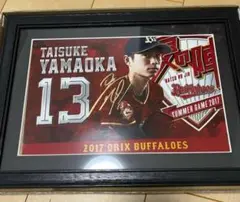 TAISUKE
YAMAOKA
13
SUMMER GAME 2017
2017 ORIX BUFFALOES